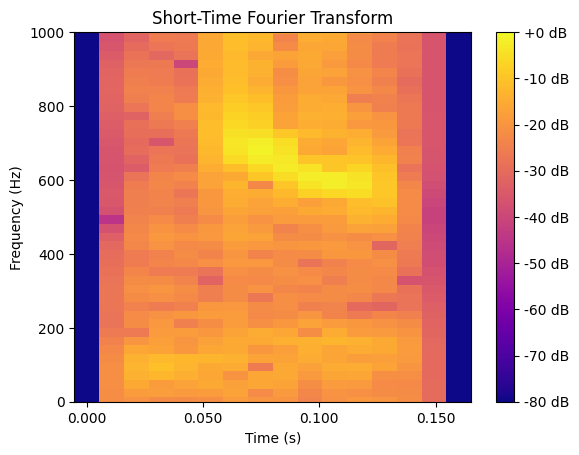 Short-Time Fourier Transform
1000
800
600
400
200
0
Frequency (Hz)
0.000
0.050
0.100
0.150
Time (s)
+0 dB
-10 dB
-20 dB
-30 dB
-40 dB
-50 dB
-60 dB
-70 dB
-80 dB